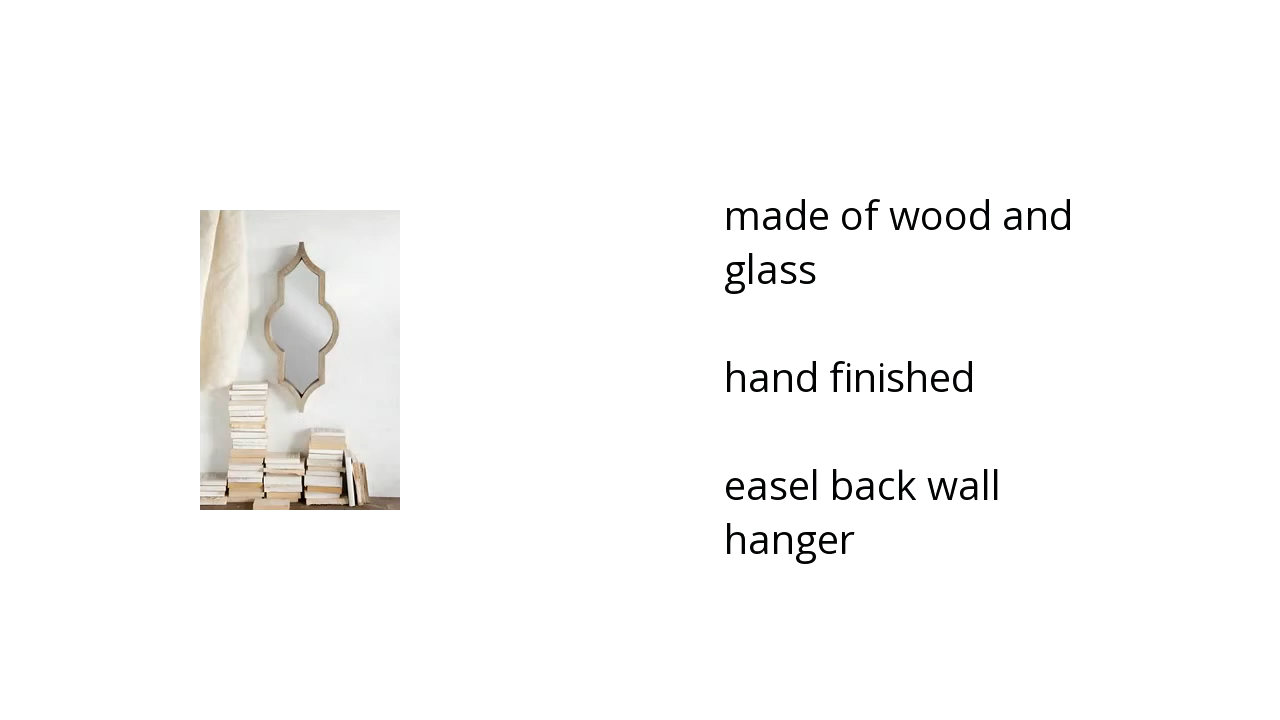 made of wood and
glass
hand finished
easel back wall
hanger